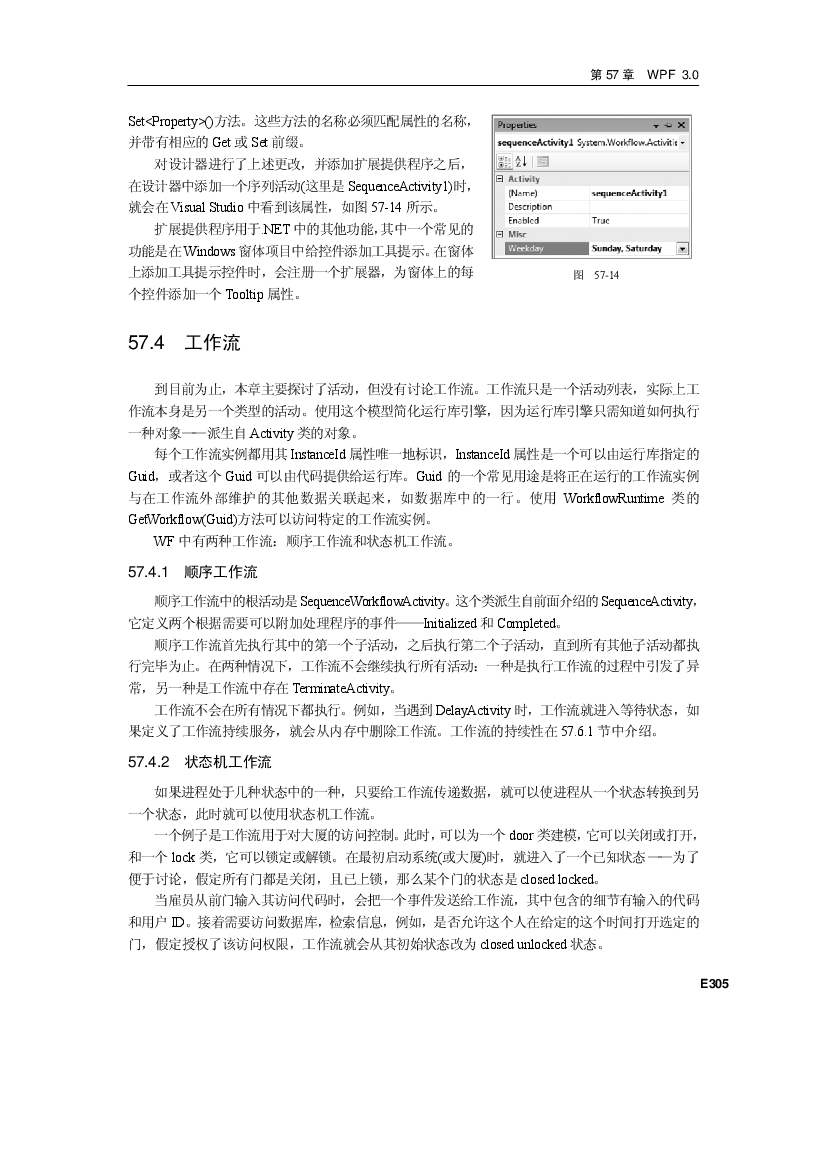 第 57 章 WPF 3.0
Set<Property>()方法。这些方法的名称必须匹配属性的名称，
并带有相应的 Get 或 Set 前缀。
对设计器进行了上述更改，并添加扩展提供程序之后，
在设计器中添加一个序列活动(这里是 SequenceActivity1)时，
就会在 Visual Studio 中看到该属性，如图 57-14 所示。
扩展提供程序用于.NET 中的其他功能，其中一个常见的
功能是在 Windows 窗体项目中给控件添加工具提示。在窗体
上添加工具提示控件时，会注册一个扩展器，为窗体上的每
个控件添加一个 Tooltip 属性。
Properties
sequenceActivity1 System.Workflow.Activitie
Activity
(Name) sequenceActivity1
Description
Enabled True
Misc
Weekday Sunday, Saturday
图 57-14
57.4 工作流
到目前为止，本章主要探讨了活动，但没有讨论工作流。工作流只是一个活动列表，实际上工
作流本身是另一个类型的活动。使用这个模型简化运行库引擎，因为运行库引擎只需知道如何执行
一种对象——派生自 Activity 类的对象。
每个工作流实例都用其 InstanceId 属性唯一地标识，InstanceId 属性是一个可以由运行库指定的
Guid，或者这个 Guid 可以由代码提供给运行库。Guid 的一个常见用途是将正在运行的工作流实例
与在工作流外部维护的其他数据关联起来，如数据库中的一行。使用 WorkflowRuntime 类的
GetWorkflow(Guid)方法可以访问特定的工作流实例。
WF 中有两种工作流：顺序工作流和状态机工作流。
57.4.1 顺序工作流
顺序工作流中的根活动是 SequenceWorkflowActivity。这个类派生自前面介绍的 SequenceActivity，
它定义两个根据需要可以附加处理程序的事件——Initialized 和 Completed。
顺序工作流首先执行其中的第一个子活动，之后执行第二个子活动，直到所有其他子活动都执
行完毕为止。在两种情况下，工作流不会继续执行所有活动：一种是执行工作流的过程中引发了异
常，另一种是工作流中存在 TerminateActivity。
工作流不会在所有情况下都执行。例如，当遇到 DelayActivity 时，工作流就进入等待状态，如
果定义了工作流持续服务，就会从内存中删除工作流。工作流的持续性在 57.6.1 节中介绍。
57.4.2 状态机工作流
如果进程处于几种状态中的一种，只要给工作流传递数据，就可以使进程从一个状态转换到另
一个状态，此时就可以使用状态机工作流。
一个例子是工作流用于对大厦的访问控制。此时，可以为一个 door 类建模，它可以关闭或打开，
和一个 lock 类，它可以锁定或解锁。在最初启动系统(或大厦)时，就进入了一个已知状态——为了
便于讨论，假定所有门都是关闭，且已上锁，那么某个门的状态是 closed locked。
当雇员从前门输入其访问代码时，会把一个事件发送给工作流，其中包含的细节有输入的代码
和用户 ID。接着需要访问数据库，检索信息，例如，是否允许这个人在给定的这个时间打开选定的
门，假定授权了该访问权限，工作流就会从其初始状态改为 closed unlocked 状态。
E305